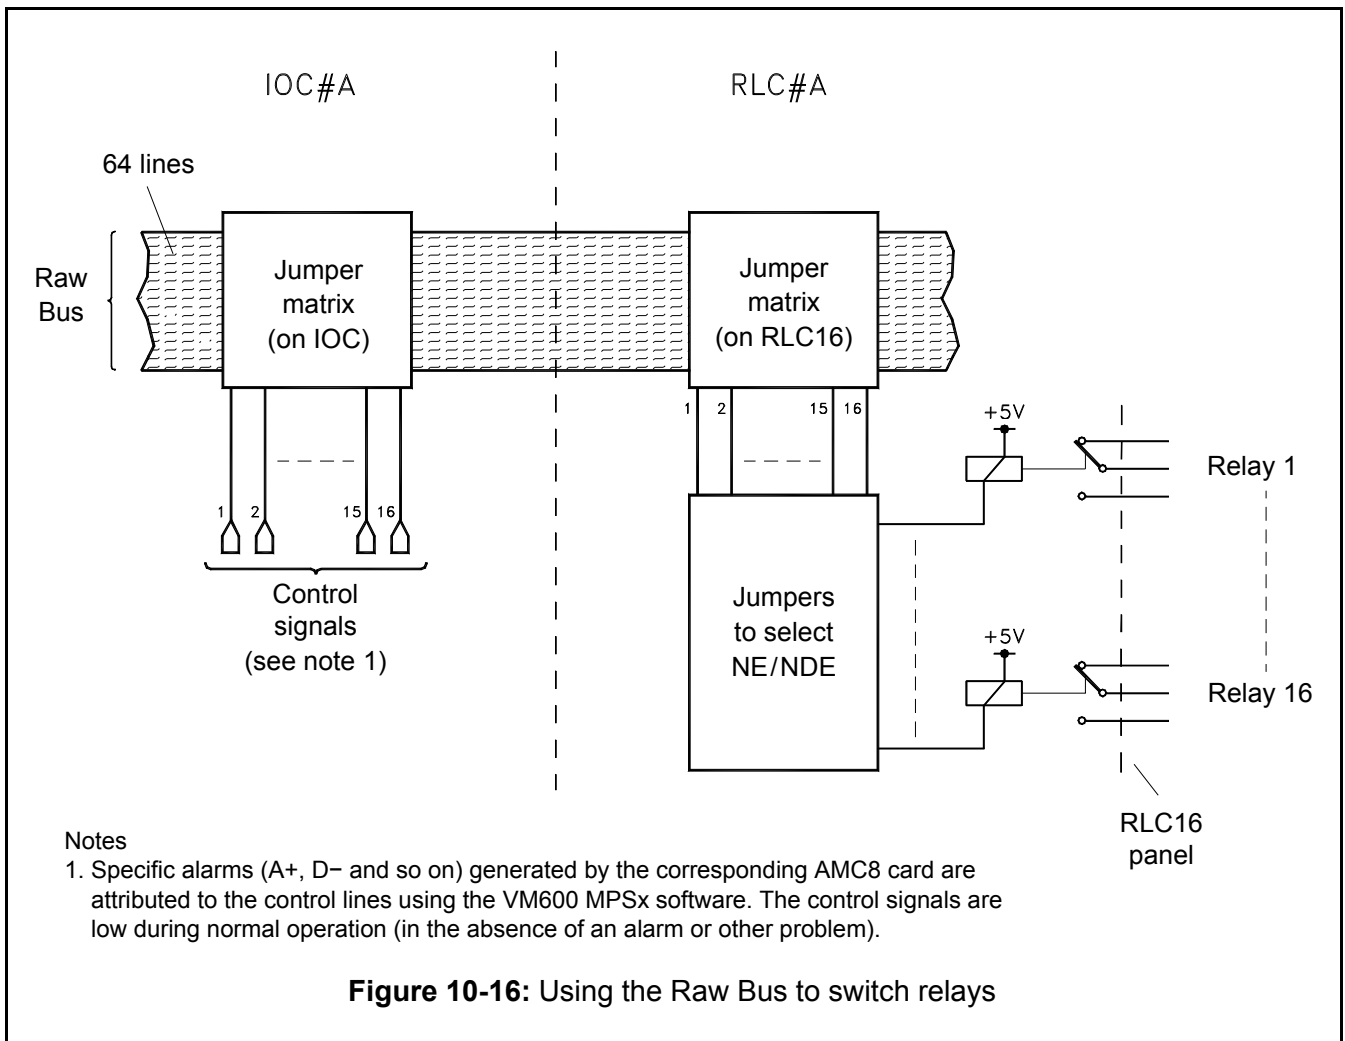 IOC#A
RLC#A
64 lines
Raw
Bus
Jumper
matrix
(on IOC)
Jumper
matrix
(on RLC16)
1 2 15 16
1 2 15 16
Control
signals
(see note 1)
Jumpers
to select
NE/NDE
+5V
Relay 1
+5V
Relay 16
RLC16
panel
Notes
1. Specific alarms (A+, D− and so on) generated by the corresponding AMC8 card are
attributed to the control lines using the VM600 MPSx software. The control signals are
low during normal operation (in the absence of an alarm or other problem).
Figure 10-16: Using the Raw Bus to switch relays